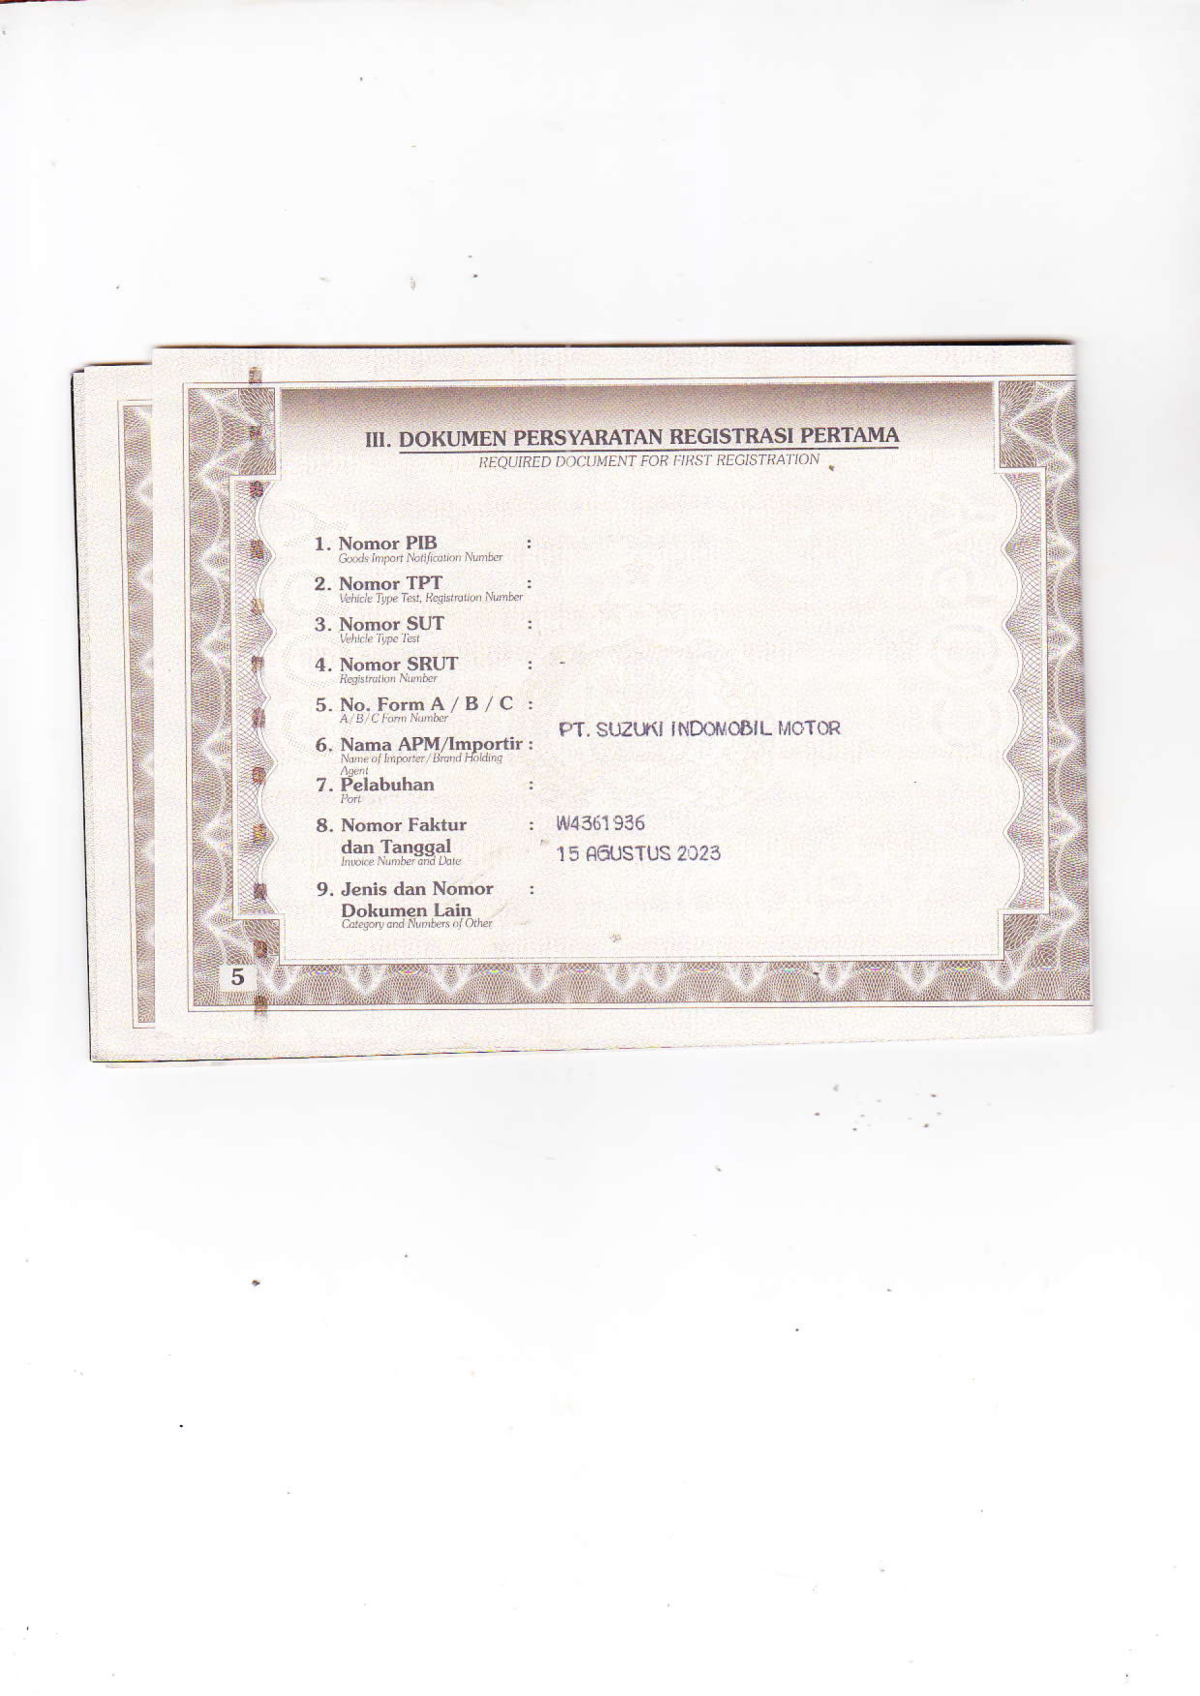 III. DOKUMEN PERSYARATAN REGISTRASI PERTAMA
REQUIRED DOCUMENT FOR FIRST REGISTRATION
1. Nomor PIB :
Goods Import Notification Number
2. Nomor TPT :
Vehicle Type Test, Registration Number
3. Nomor SUT :
Vehicle Type Test
4. Nomor SRUT : -
Registration Number
5. No. Form A / B / C :
A / B / C Form Number
PT. SUZUKI INDOMOBIL MOTOR
6. Nama APM/Importir :
Name of Importer / Brand Holding
Agent
7. Pelabuhan :
Port
8. Nomor Faktur : W4361936
dan Tanggal 15 AGUSTUS 2023
Invoice Number and Date
9. Jenis dan Nomor :
Dokumen Lain
Category and Numbers of Other
5